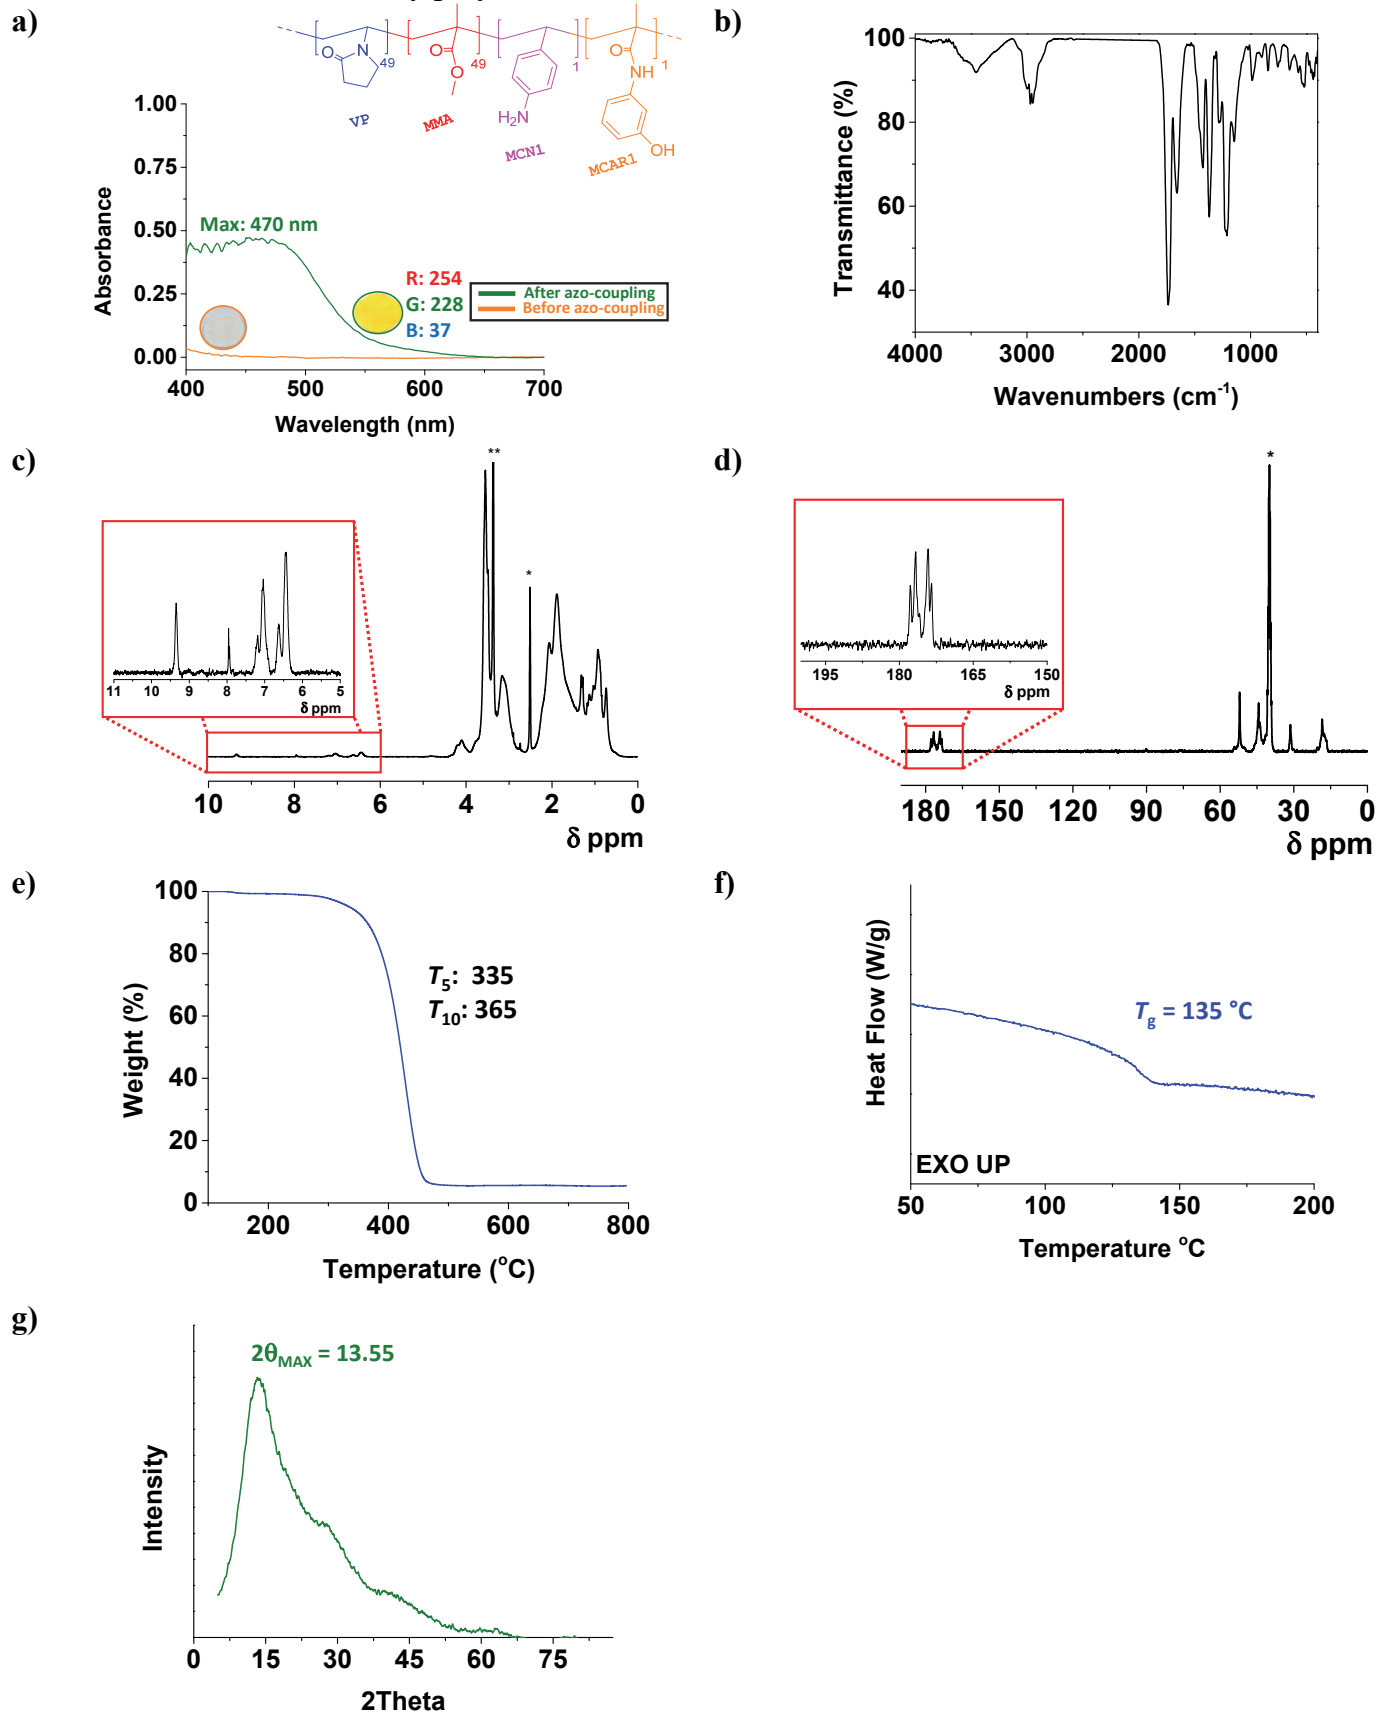 a)
O
N
49
VP
O
O
49
MMA
H₂N
1
MCN1
O
NH
1
OH
MCAR1
1.00
0.75
0.50
0.25
0.00
Absorbance
Max: 470 nm
R: 254
G: 228
B: 37
After azo-coupling
Before azo-coupling
400 500 600 700
Wavelength (nm)
b)
100
80
60
40
Transmittance (%)
4000 3000 2000 1000
Wavenumbers (cm⁻¹)
c)
**
*
11 10 9 8 7 6 5
δ ppm
10 8 6 4 2 0
δ ppm
d)
*
195 180 165 150
δ ppm
180 150 120 90 60 30 0
δ ppm
e)
100
80
60
40
20
0
Weight (%)
T₅: 335
T₁₀: 365
200 400 600 800
Temperature (°C)
f)
Heat Flow (W/g)
Tg = 135 °C
EXO UP
50 100 150 200
Temperature °C
g)
2θMAX = 13.55
Intensity
0 15 30 45 60 75
2Theta